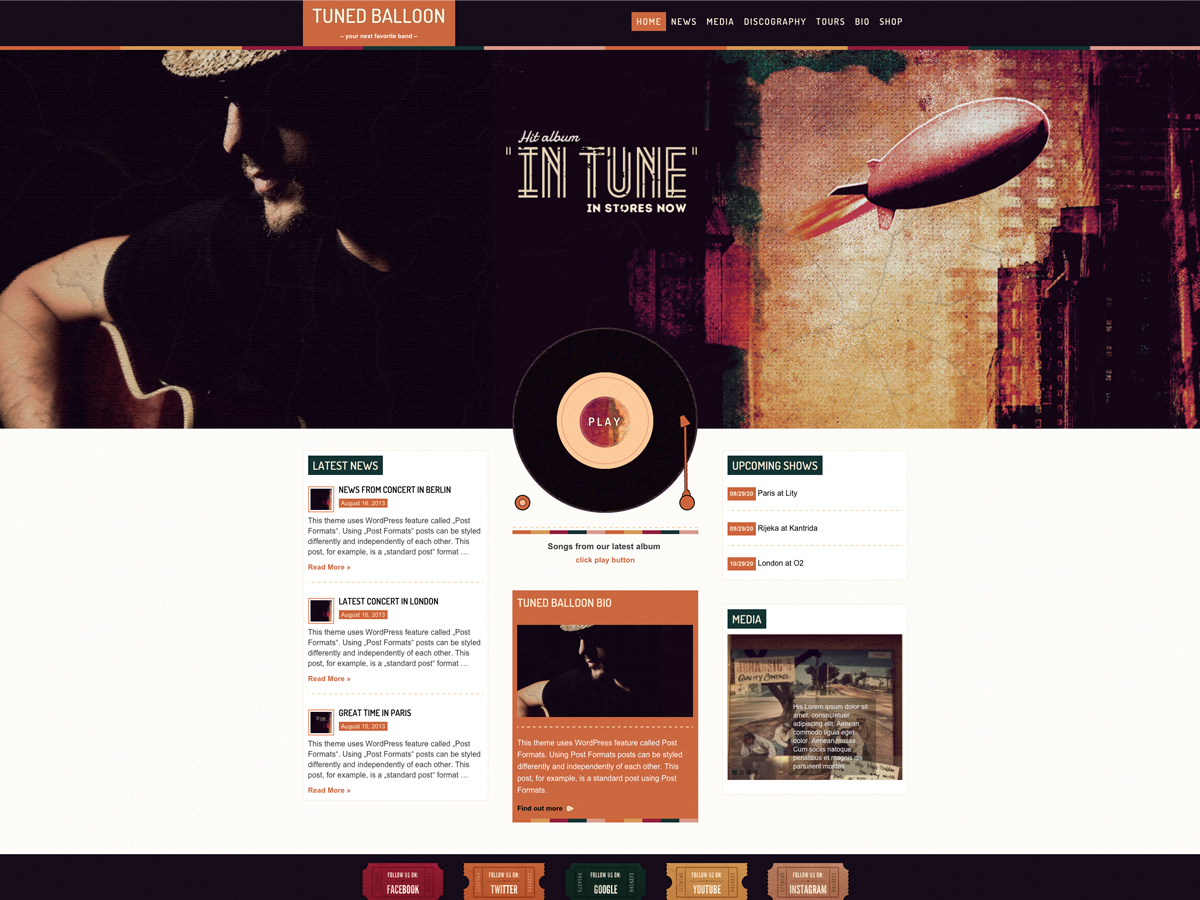 TUNED BALLOON
– your next favorite band –
HOME NEWS MEDIA DISCOGRAPHY TOURS BIO SHOP
Hit album
"IN TUNE"
IN STORES NOW
PLAY
LATEST NEWS
NEWS FROM CONCERT IN BERLIN
August 16, 2013
This theme uses WordPress feature called „Post
Formats“. Using „Post Formats“ posts can be styled
differently and independently of each other. This
post, for example, is a „standard post“ format …
Read More »
LATEST CONCERT IN LONDON
August 16, 2013
This theme uses WordPress feature called „Post
Formats“. Using „Post Formats“ posts can be styled
differently and independently of each other. This
post, for example, is a „standard post“ format …
Read More »
GREAT TIME IN PARIS
August 15, 2013
This theme uses WordPress feature called „Post
Formats“. Using „Post Formats“ posts can be styled
differently and independently of each other. This
post, for example, is a „standard post“ format …
Read More »
Songs from our latest album
click play button
TUNED BALLOON BIO
This theme uses WordPress feature called Post
Formats. Using Post Formats posts can be styled
differently and independently of each other. This
post, for example, is a standard post using Post
Formats.
Find out more
UPCOMING SHOWS
08/29/20 Paris at Lity
09/29/20 Rijeka at Kantrida
10/29/20 London at O2
MEDIA
QUALITY CONTROL
His Lorem ipsum dolor sit
amet, consectetuer
adipiscing elit. Aenean
commodo ligula eget
dolor. Aenean massa
Cum sociis natoque
penatibus et magnis dis
parturient montes
FOLLOW US ON: FACEBOOK
FOLLOW US ON: TWITTER
FOLLOW US ON: GOOGLE
FOLLOW US ON: YOUTUBE
FOLLOW US ON: INSTAGRAM